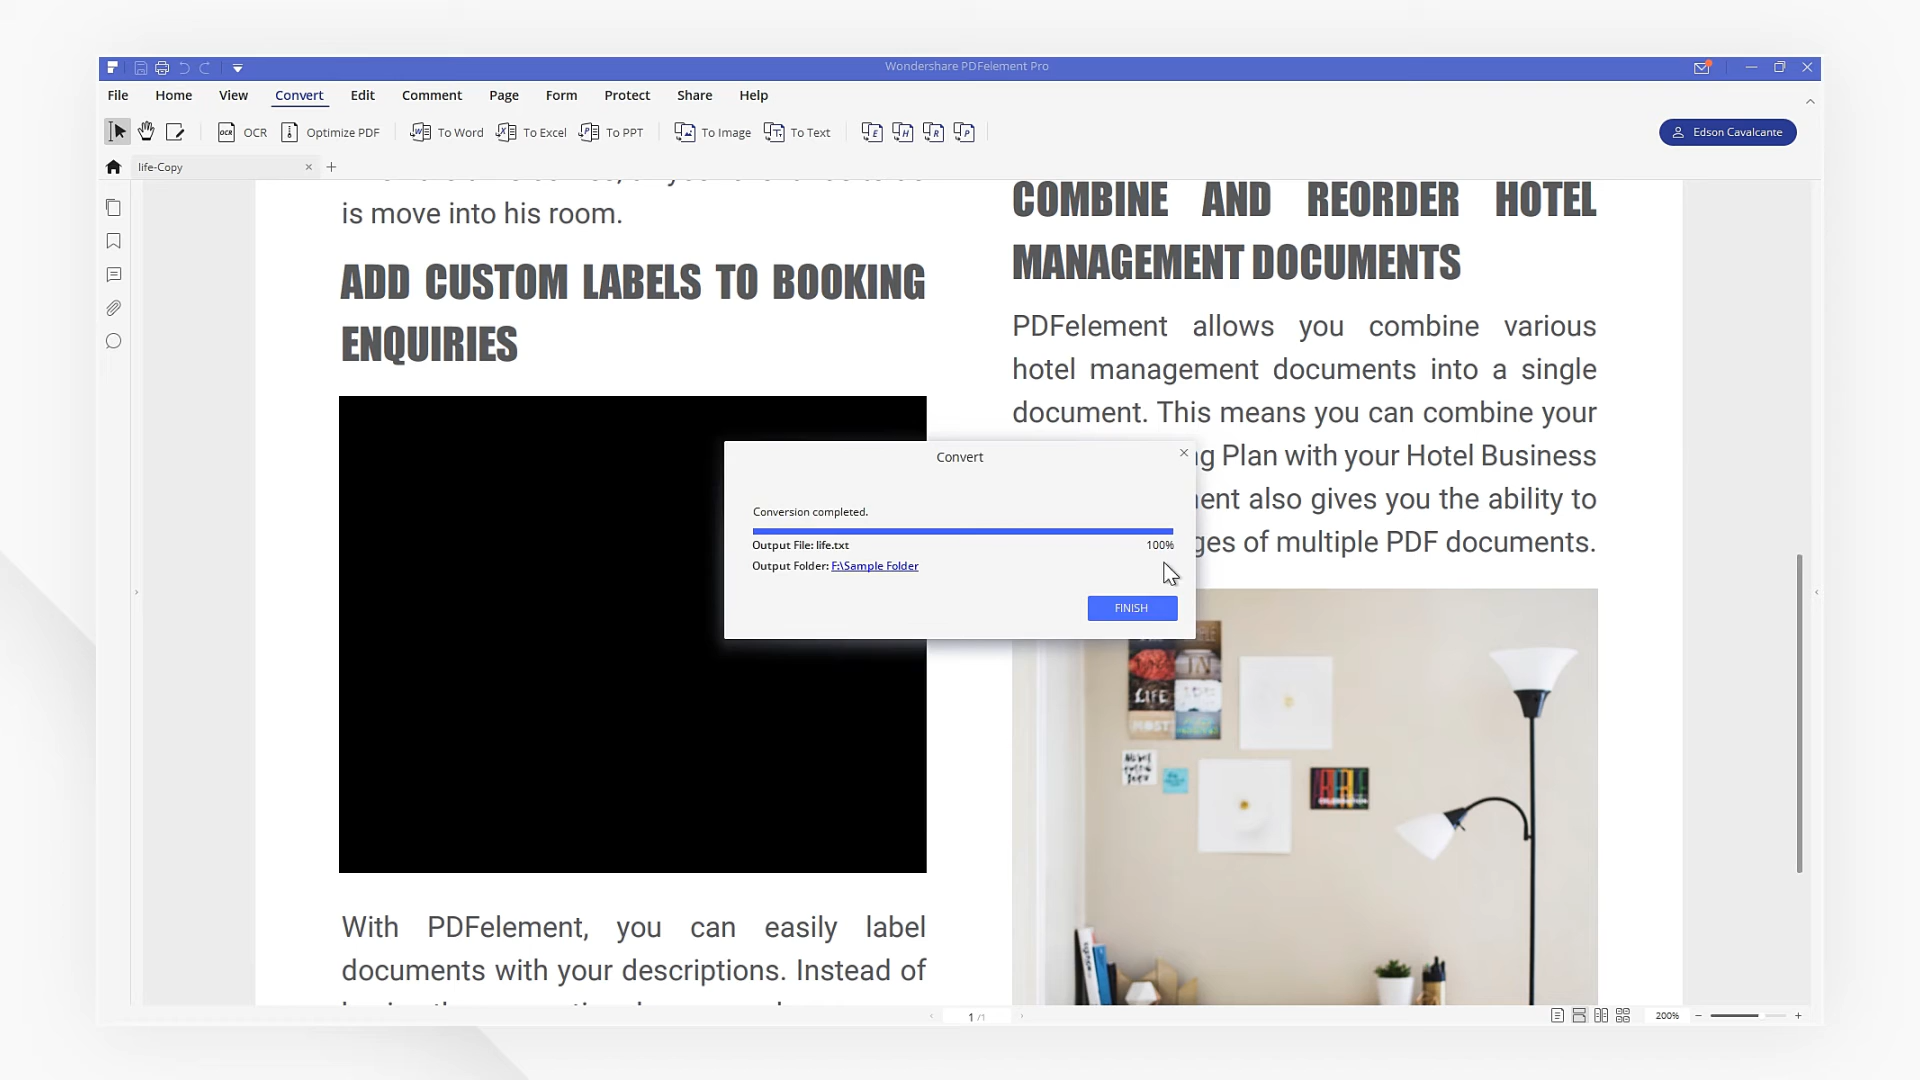 Wondershare PDFelement Pro
File Home View Convert Edit Comment Page Form Protect Share Help
OCR OCR Optimize PDF To Word To Excel To PPT To Image To Text E H R P
Edson Cavalcante
life-Copy
is move into his room.
ADD CUSTOM LABELS TO BOOKING
ENQUIRIES
With PDFelement, you can easily label
documents with your descriptions. Instead of
COMBINE AND REORDER HOTEL
MANAGEMENT DOCUMENTS
PDFelement allows you combine various
hotel management documents into a single
document. This means you can combine your
Plan with your Hotel Business
also gives you the ability to
of multiple PDF documents.
LIFE
Convert
Conversion completed.
Output File: life.txt 100%
Output Folder: F:\Sample Folder
FINISH
1 /1
200%